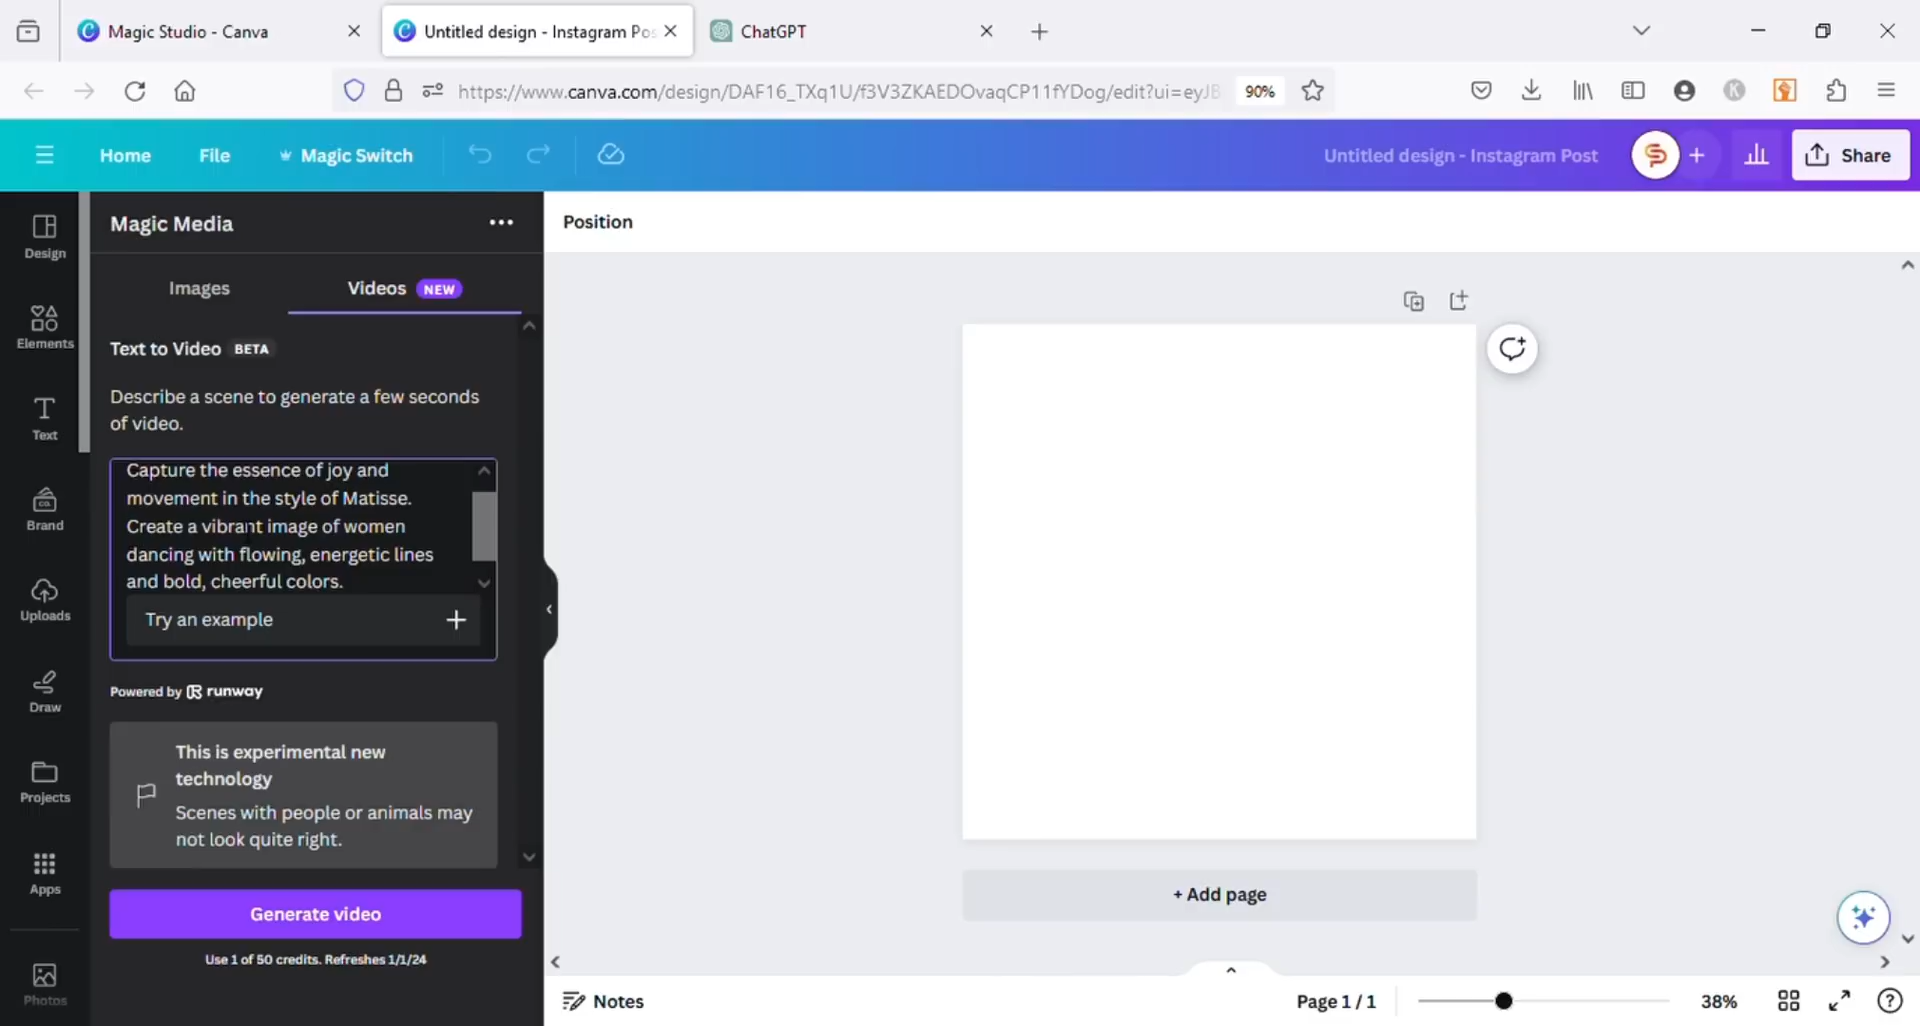 Magic Studio - Canva
Untitled design - Instagram Pos
ChatGPT
https://www.canva.com/design/DAF16_TXq1U/f3V3ZKAEDOvaqCP11fYDog/edit?ui=eyJB
90%
Home
File
Magic Switch
Untitled design - Instagram Post
Share
Design
Elements
Text
Brand
Uploads
Draw
Projects
Apps
Photos
Magic Media
Images
Videos NEW
Text to Video BETA
Describe a scene to generate a few seconds
of video.
Capture the essence of joy and
movement in the style of Matisse.
Create a vibrant image of women
dancing with flowing, energetic lines
and bold, cheerful colors.
Try an example
Powered by runway
This is experimental new
technology
Scenes with people or animals may
not look quite right.
Generate video
Use 1 of 50 credits. Refreshes 1/1/24
Position
+ Add page
Notes
Page 1 / 1
38%